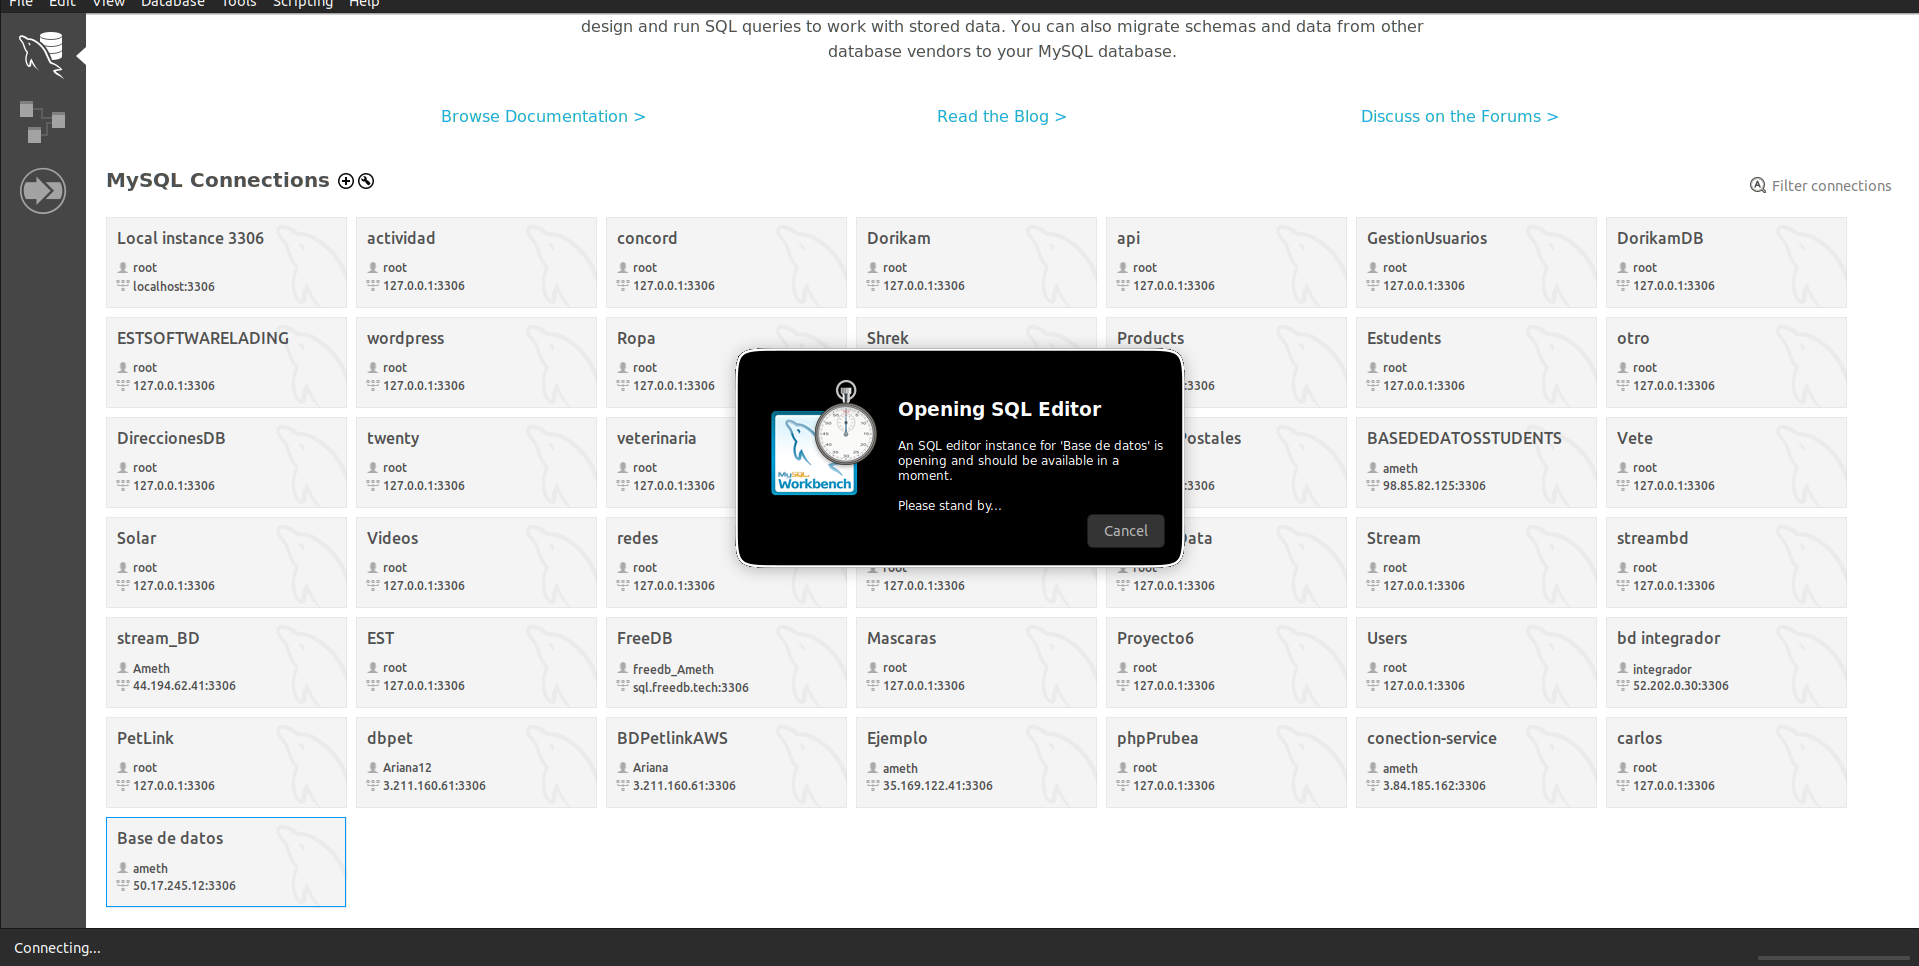 File Edit View Database Tools Scripting Help
design and run SQL queries to work with stored data. You can also migrate schemas and data from other
database vendors to your MySQL database.
Browse Documentation > Read the Blog > Discuss on the Forums >
MySQL Connections Filter connections
Local instance 3306 actividad concord Dorikam api GestionUsuarios DorikamDB
root root root root root root root
localhost:3306 127.0.0.1:3306 127.0.0.1:3306 127.0.0.1:3306 127.0.0.1:3306 127.0.0.1:3306 127.0.0.1:3306
ESTSOFTWARELADING wordpress Ropa Shrek Products Estudents otro
root root root root root
127.0.0.1:3306 127.0.0.1:3306 127.0.0.1:3306 :3306 127.0.0.1:3306 127.0.0.1:3306
DireccionesDB twenty veterinaria Postales BASEDEDATOSSTUDENTS Vete
root root root ameth root
127.0.0.1:3306 127.0.0.1:3306 127.0.0.1:3306 :3306 98.85.82.125:3306 127.0.0.1:3306
Opening SQL Editor
An SQL editor instance for 'Base de datos' is
opening and should be available in a
moment.
Please stand by...
Cancel
MySQL
Workbench
Solar Videos redes Data Stream streambd
root root root root root root root
127.0.0.1:3306 127.0.0.1:3306 127.0.0.1:3306 127.0.0.1:3306 127.0.0.1:3306 127.0.0.1:3306 127.0.0.1:3306
stream_BD EST FreeDB Mascaras Proyecto6 Users bd integrador
Ameth root freedb_Ameth root root root integrador
44.194.62.41:3306 127.0.0.1:3306 sql.freedb.tech:3306 127.0.0.1:3306 127.0.0.1:3306 127.0.0.1:3306 52.202.0.30:3306
PetLink dbpet BDPetlinkAWS Ejemplo phpPrubea conection-service carlos
root Ariana12 Ariana ameth root ameth root
127.0.0.1:3306 3.211.160.61:3306 3.211.160.61:3306 35.169.122.41:3306 127.0.0.1:3306 3.84.185.162:3306 127.0.0.1:3306
Base de datos
ameth
50.17.245.12:3306
Connecting...